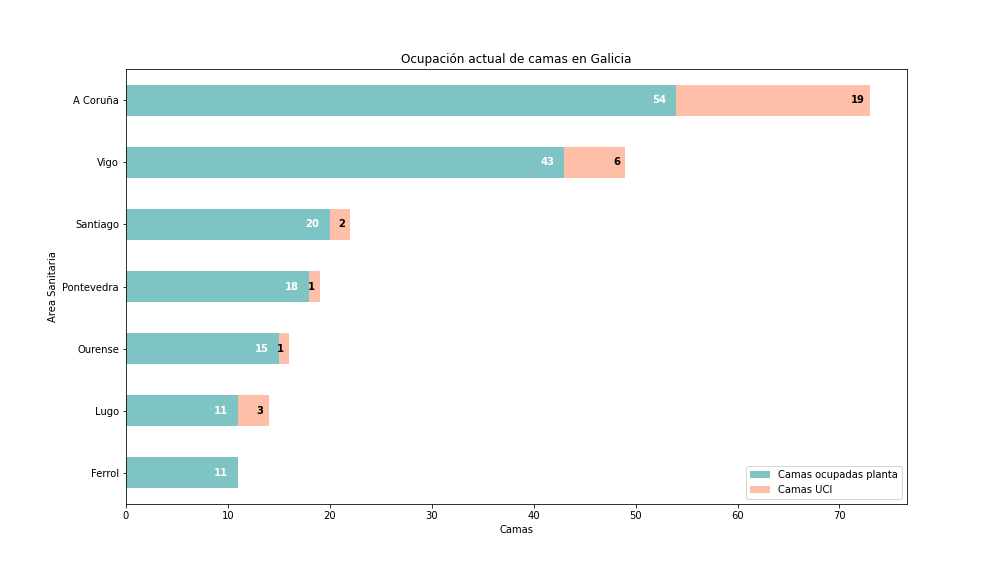 Ocupación actual de camas en Galicia
A Coruña 54 19
Vigo 43 6
Santiago 20 2
Pontevedra 18 1
Ourense 15 1
Lugo 11 3
Ferrol 11
Area Sanitaria
Camas ocupadas planta
Camas UCI
0 10 20 30 40 50 60 70
Camas